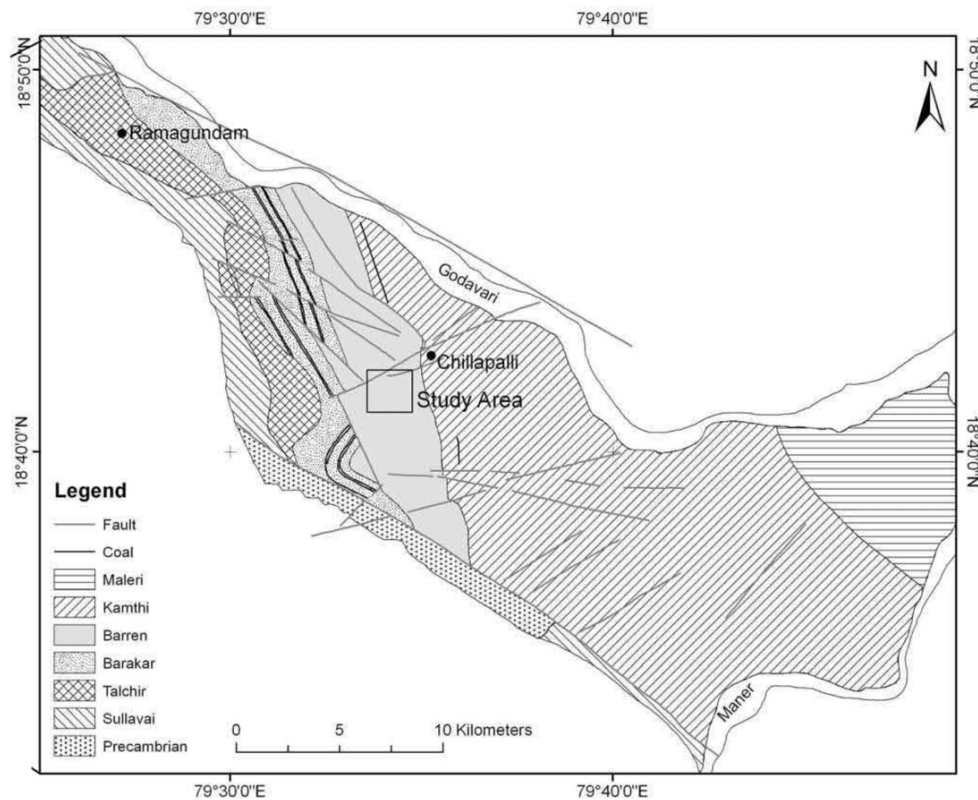 79°30'0"E 79°40'0"E
18°50'0"N 18°50'0"N
N
Ramagundam
Godavari
Chillapalli
Study Area
18°40'0"N 18°40'0"N
Legend
Fault
Coal
Maleri
Kamthi
Barren
Barakar
Talchir
Sullavai
Precambrian
0 5 10 Kilometers
Maner
79°30'0"E 79°40'0"E